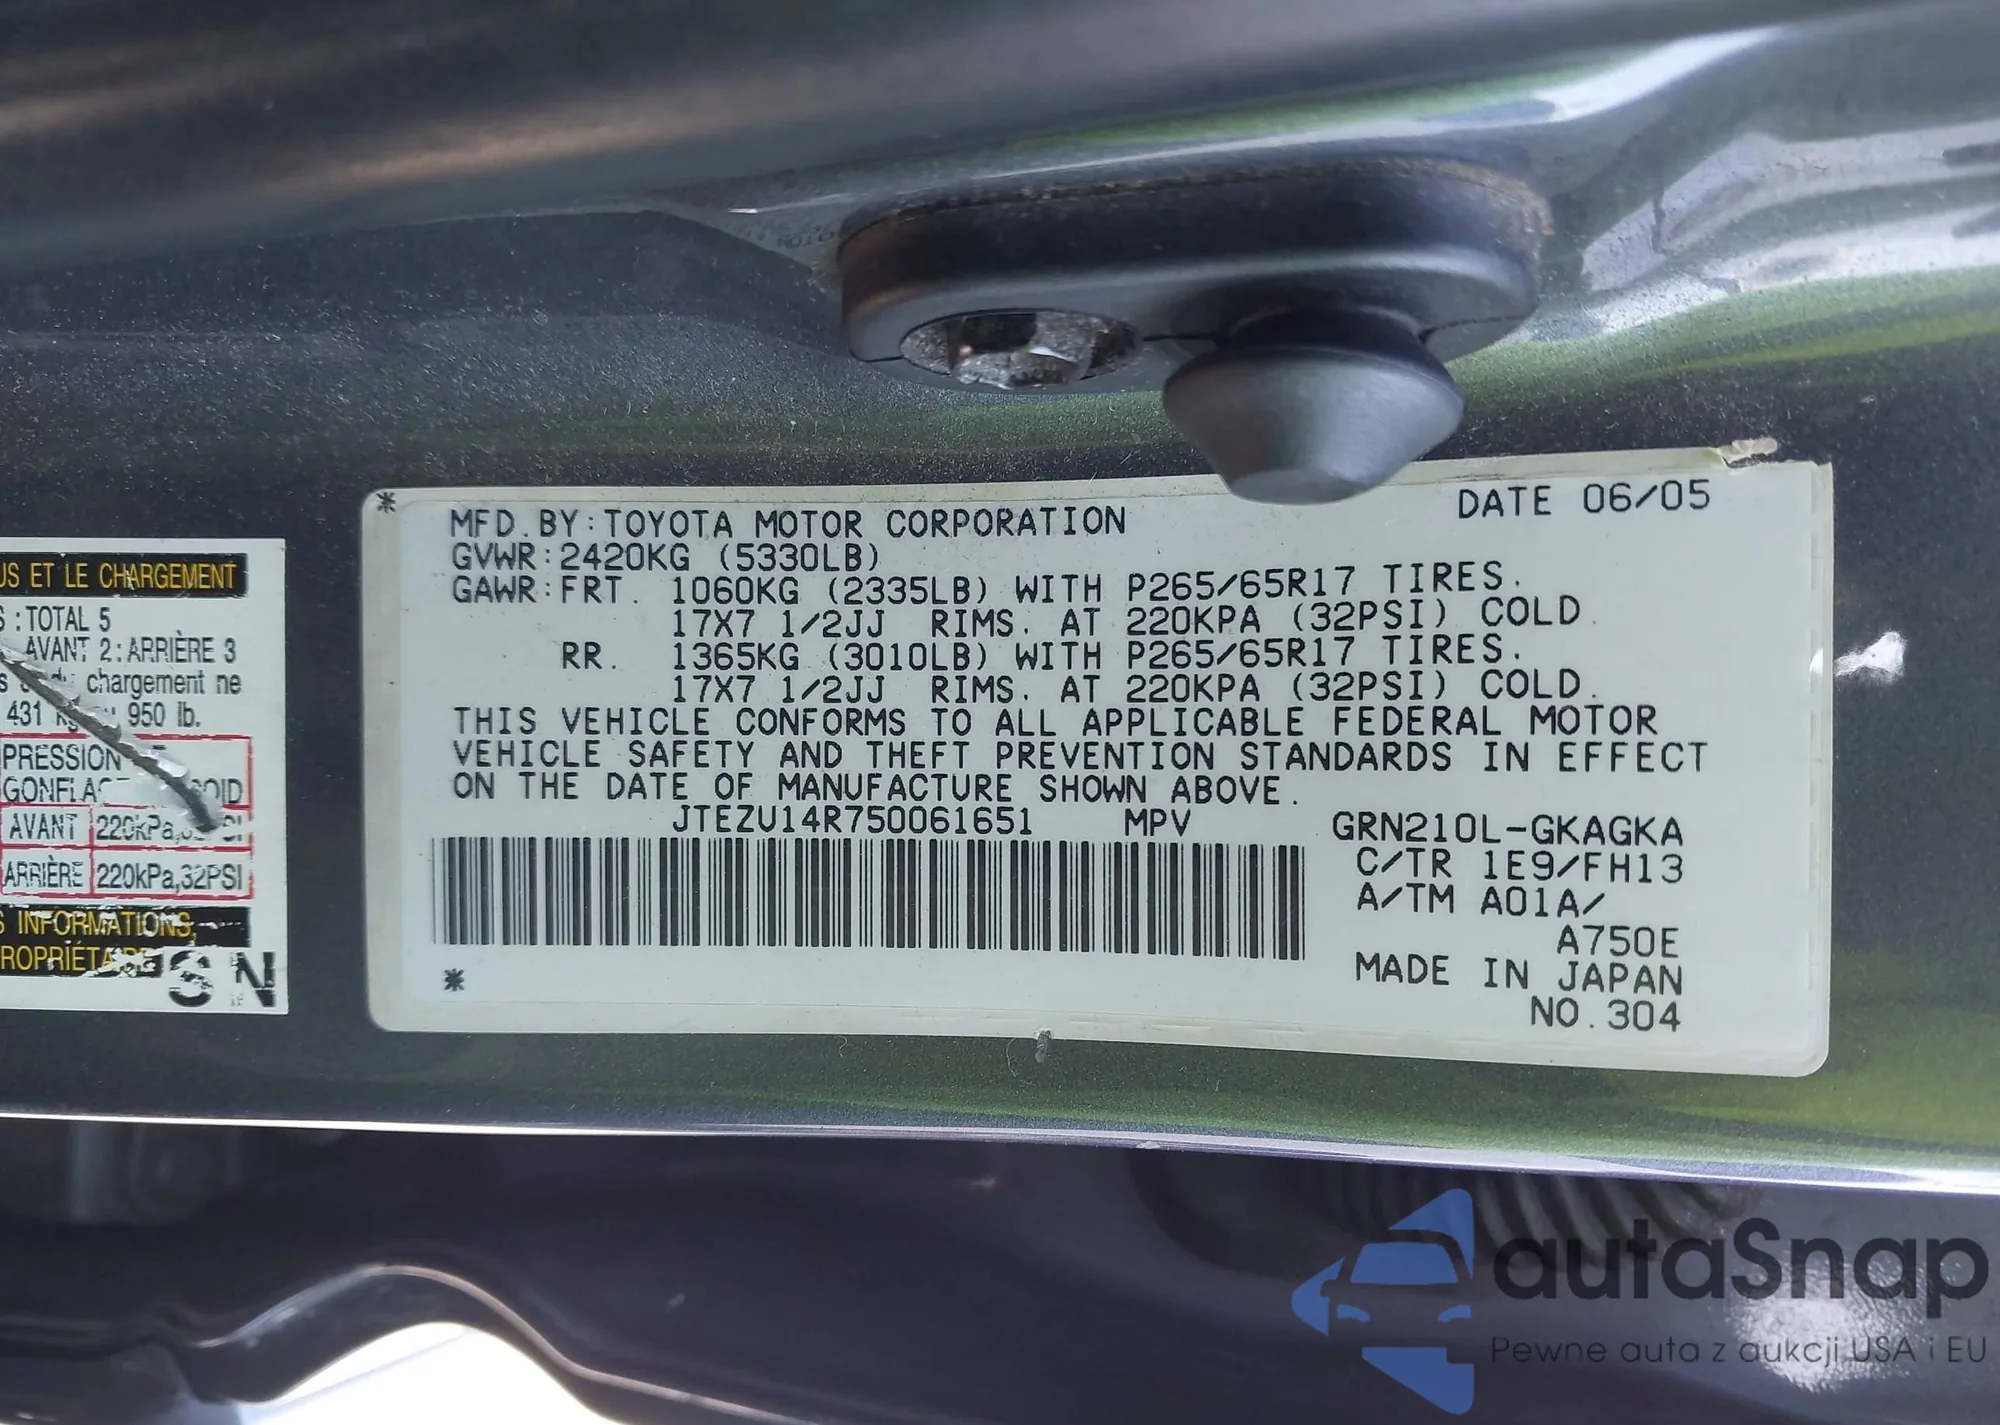 US ET LE CHARGEMENT
S : TOTAL 5
AVANT 2 : ARRIÈRE 3
chargement ne
431 950 lb.
PRESSION
AVANT 220kPa,
ARRIÈRE 220kPa,32PSI
S INFORMATIONS,
S N
*
DATE 06/05
MFD. BY: TOYOTA MOTOR CORPORATION
GVWR: 2420KG (5330LB)
GAWR: FRT. 1060KG (2335LB) WITH P265/65R17 TIRES.
17X7 1/2JJ RIMS. AT 220KPA (32PSI) COLD.
RR. 1365KG (3010LB) WITH P265/65R17 TIRES.
17X7 1/2JJ RIMS. AT 220KPA (32PSI) COLD.
THIS VEHICLE CONFORMS TO ALL APPLICABLE FEDERAL MOTOR
VEHICLE SAFETY AND THEFT PREVENTION STANDARDS IN EFFECT
ON THE DATE OF MANUFACTURE SHOWN ABOVE.
JTEZU14R750061651 MPV GRN210L-GKAGKA
C/TR 1E9/FH13
A/TM A01A/
A750E
* MADE IN JAPAN
NO. 304
autaSnap
Pewne auta z aukcji USA i EU